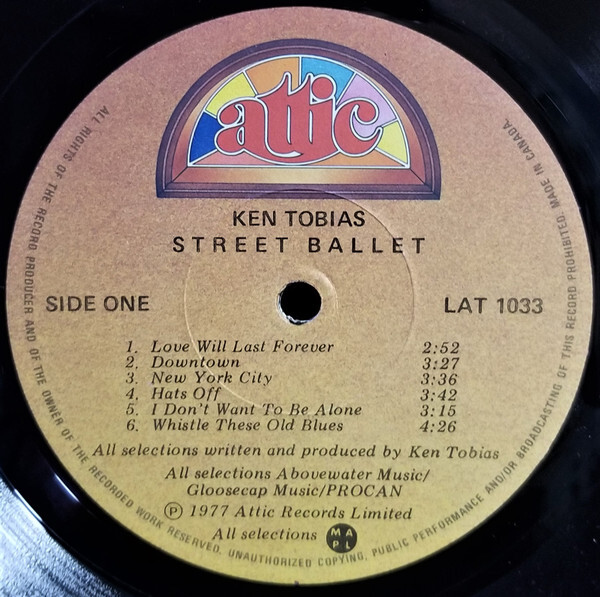 attic
KEN TOBIAS
STREET BALLET
SIDE ONE
LAT 1033
1. Love Will Last Forever 2:52
2. Downtown 3:27
3. New York City 3:36
4. Hats Off 3:42
5. I Don't Want To Be Alone 3:15
6. Whistle These Old Blues 4:26
All selections written and produced by Ken Tobias
All selections Abovewater Music/
Gloosecap Music/PROCAN
Ⓟ 1977 Attic Records Limited
All selections MAPL
ALL RIGHTS OF THE RECORD PRODUCER AND OF THE OWNER OF THE RECORDED WORK RESERVED. UNAUTHORIZED COPYING, PUBLIC PERFORMANCE AND/OR BROADCASTING OF THIS RECORD PROHIBITED. MADE IN CANADA.